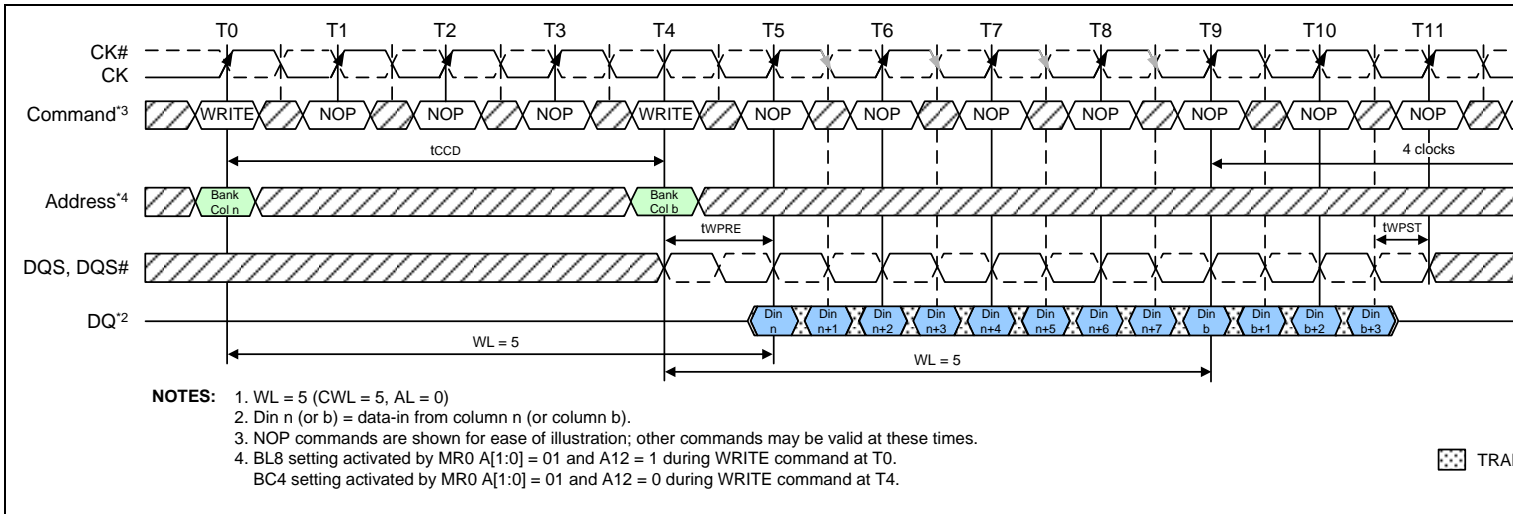 T0 T1 T2 T3 T4 T5 T6 T7 T8 T9 T10 T11
CK#
CK
Command*3 WRITE NOP NOP NOP WRITE NOP NOP NOP NOP NOP NOP NOP
tCCD 4 clocks
Address*4 Bank Col n Bank Col b
tWPRE tWPST
DQS, DQS#
DQ*2 Din n Din n+1 Din n+2 Din n+3 Din n+4 Din n+5 Din n+6 Din n+7 Din b Din b+1 Din b+2 Din b+3
WL = 5
WL = 5
NOTES: 1. WL = 5 (CWL = 5, AL = 0)
2. Din n (or b) = data-in from column n (or column b).
3. NOP commands are shown for ease of illustration; other commands may be valid at these times.
4. BL8 setting activated by MR0 A[1:0] = 01 and A12 = 1 during WRITE command at T0.
BC4 setting activated by MR0 A[1:0] = 01 and A12 = 0 during WRITE command at T4.